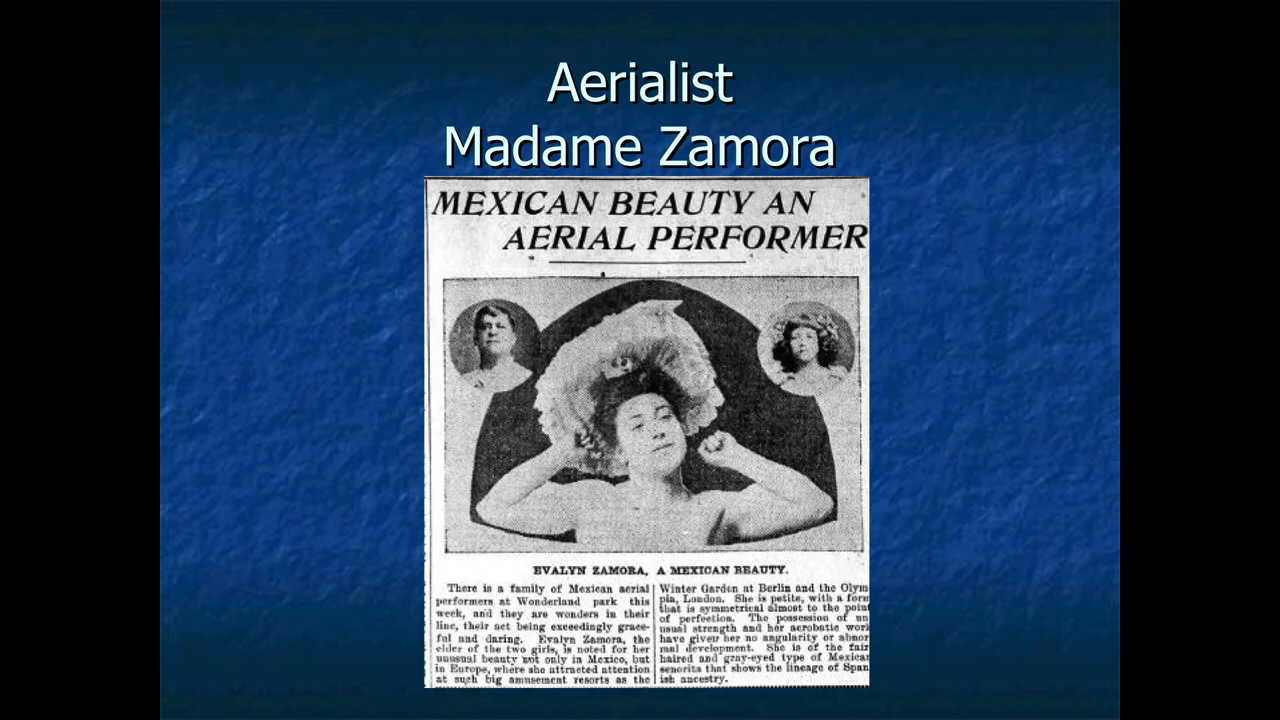 Aerialist
Madame Zamora
MEXICAN BEAUTY AN
AERIAL PERFORMER
EVALYN ZAMORA, A MEXICAN BEAUTY.
There is a family of Mexican aerial
performers at Wonderland park this
week, and they are wonders in their
line, their act being exceedingly grace-
ful and daring. Evalyn Zamora, the
elder of the two girls, is noted for her
unusual beauty not only in Mexico, but
in Europe, where she attracted attention
at such big amusement resorts as the
Winter Garden at Berlin and the Olym
pia, London. She is petite, with a form
that is symmetrical almost to the point
of perfection. The possession of un
usual strength and her acrobatic work
have given her no angularity or abnor
mal development. She is of the fair
haired and gray-eyed type of Mexican
senorita that shows the lineage of Span
ish ancestry.